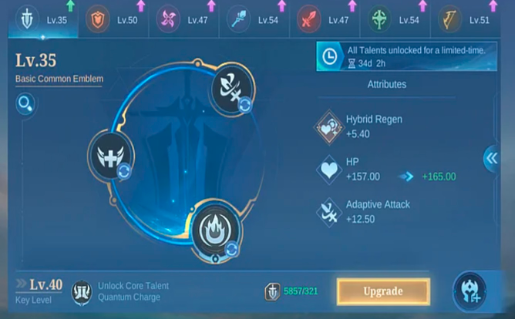 Lv.35
Lv.50
Lv.47
Lv.54
Lv.47
Lv.54
Lv.51
Lv.35
Basic Common Emblem
All Talents unlocked for a limited-time.
34d 2h
Attributes
Hybrid Regen
+5.40
HP
+157.00 +165.00
Adaptive Attack
+12.50
Lv.40
Key Level
Unlock Core Talent
Quantum Charge
5857/321
Upgrade